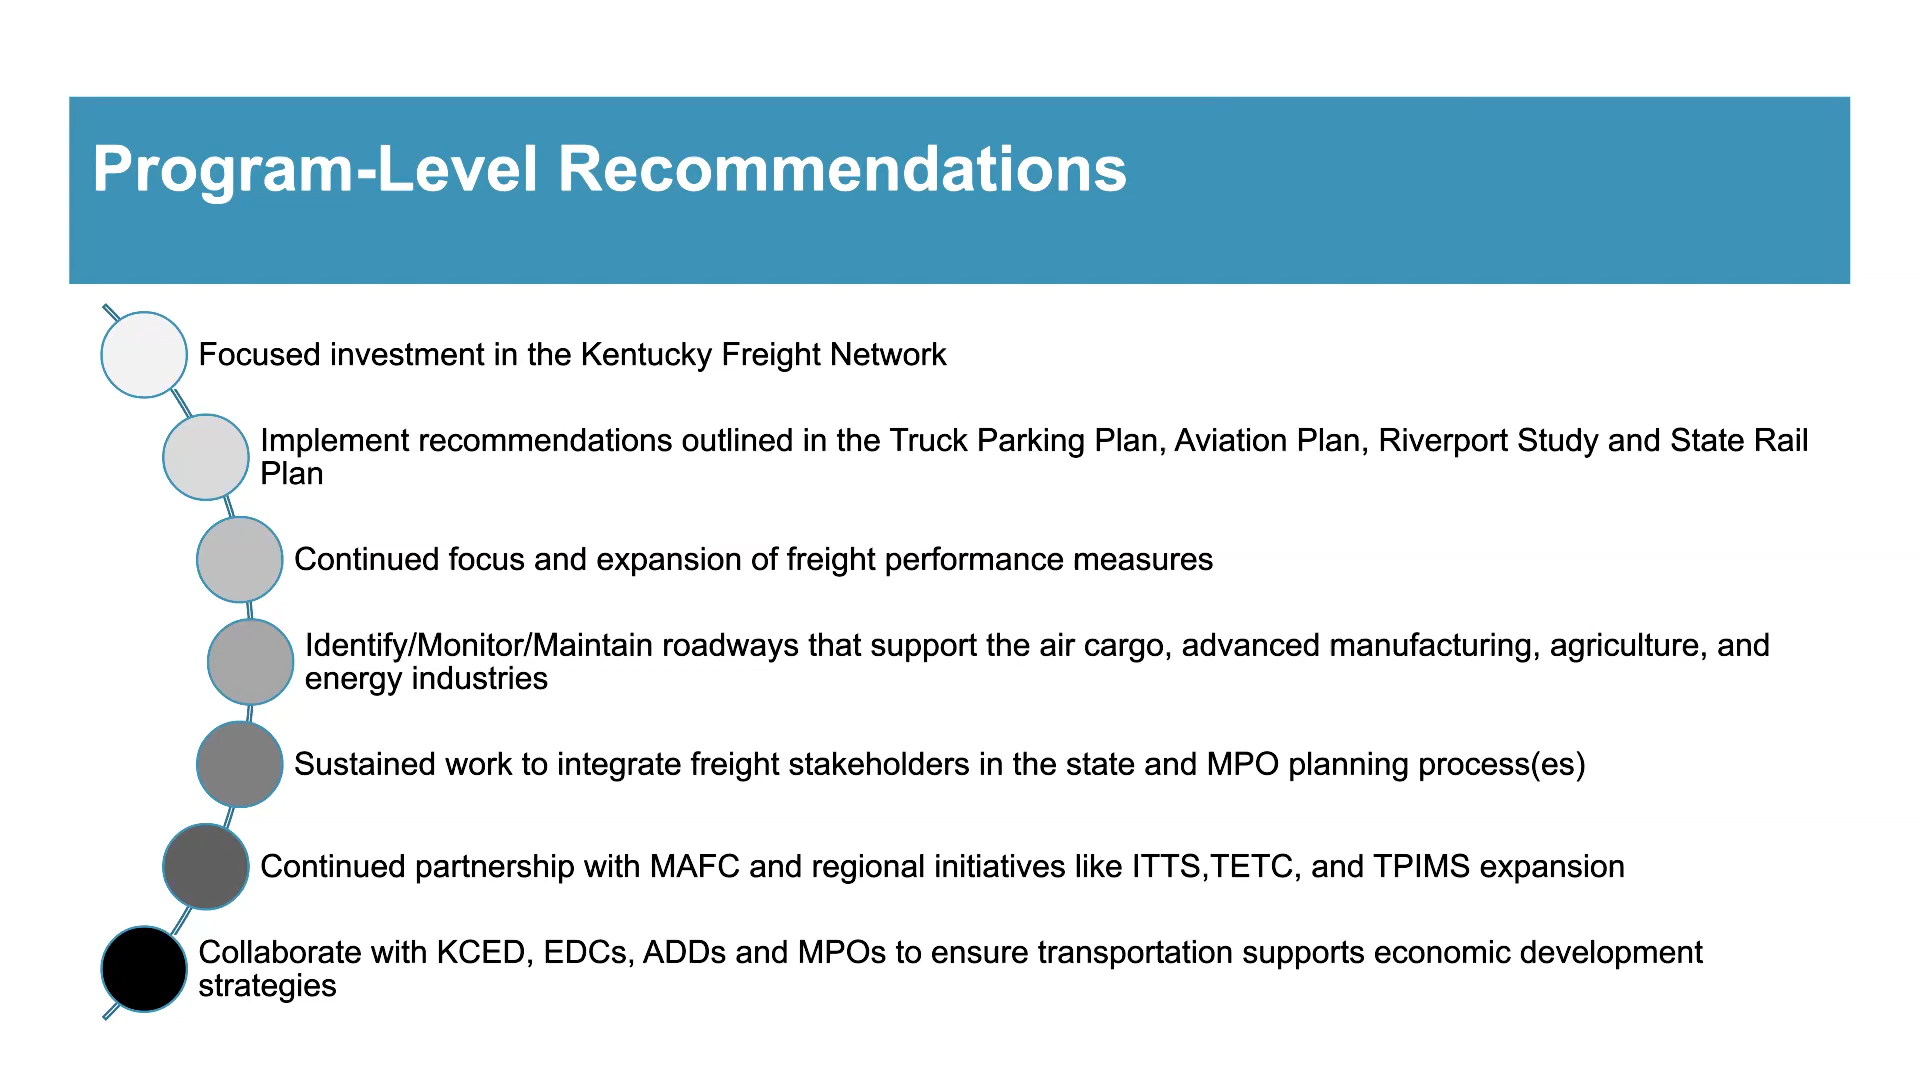 Program-Level Recommendations
Focused investment in the Kentucky Freight Network
Implement recommendations outlined in the Truck Parking Plan, Aviation Plan, Riverport Study and State Rail
Plan
Continued focus and expansion of freight performance measures
Identify/Monitor/Maintain roadways that support the air cargo, advanced manufacturing, agriculture, and
energy industries
Sustained work to integrate freight stakeholders in the state and MPO planning process(es)
Continued partnership with MAFC and regional initiatives like ITTS,TETC, and TPIMS expansion
Collaborate with KCED, EDCs, ADDs and MPOs to ensure transportation supports economic development
strategies